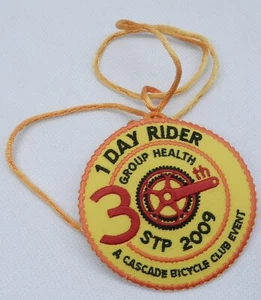 1 DAY RIDER
GROUP HEALTH
30th
STP 2009
A CASCADE BICYCLE CLUB EVENT